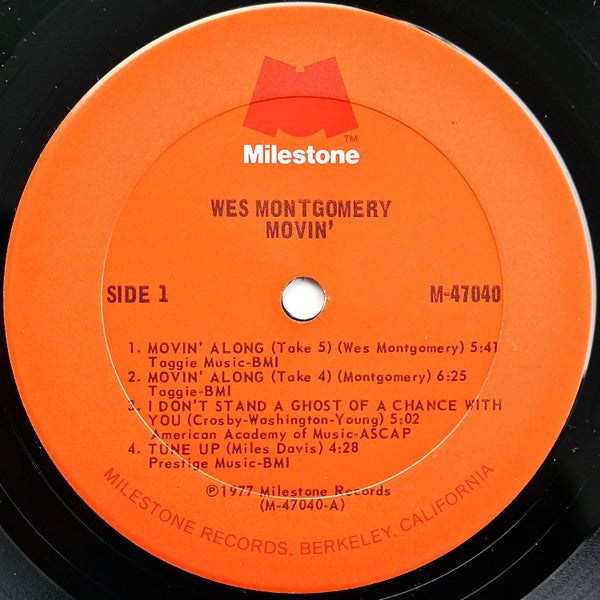 TM
Milestone
WES MONTGOMERY
MOVIN'
SIDE 1
M-47040
1. MOVIN' ALONG (Take 5) (Wes Montgomery) 5:41
Taggie Music-BMI
2. MOVIN' ALONG (Take 4) (Montgomery) 6:25
Taggie-BMI
3. I DON'T STAND A GHOST OF A CHANCE WITH
YOU (Crosby-Washington-Young) 5:02
American Academy of Music-ASCAP
4. TUNE UP (Miles Davis) 4:28
Prestige Music-BMI
℗1977 Milestone Records
(M-47040-A)
MILESTONE RECORDS, BERKELEY, CALIFORNIA